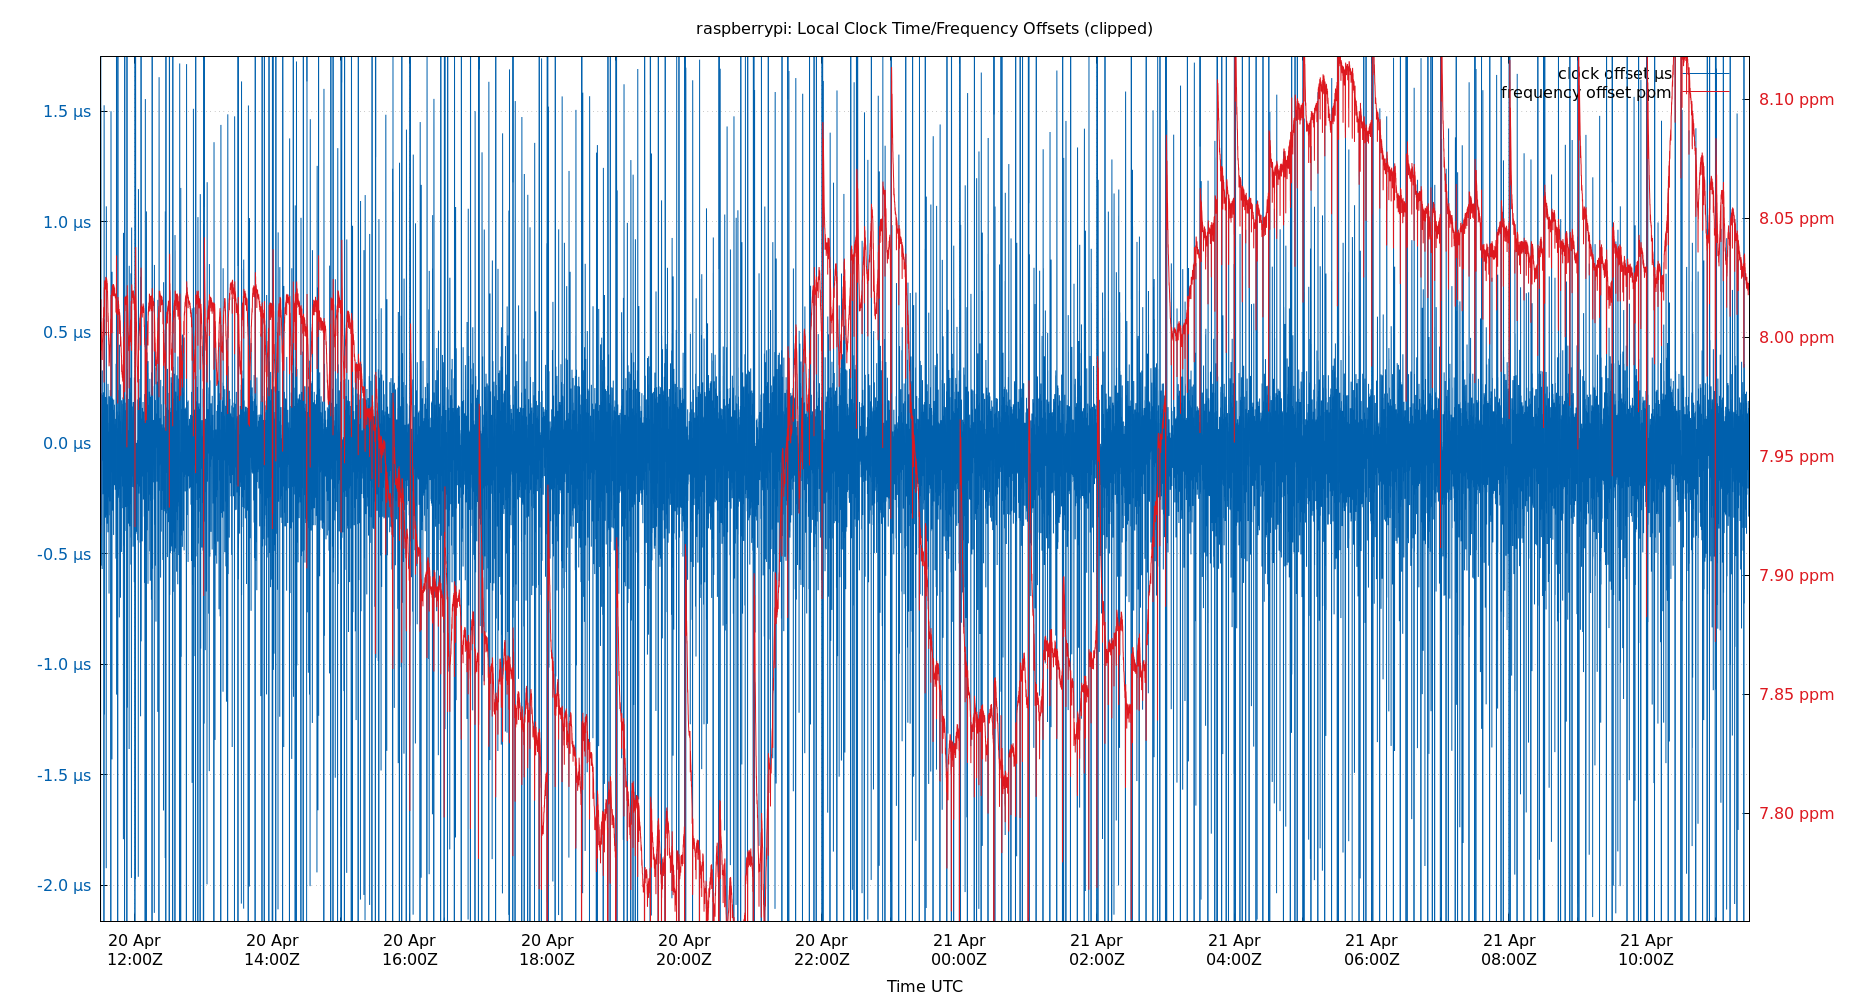 raspberrypi: Local Clock Time/Frequency Offsets (clipped)
clock offset µs
frequency offset ppm
1.5 µs
1.0 µs
0.5 µs
0.0 µs
-0.5 µs
-1.0 µs
-1.5 µs
-2.0 µs
8.10 ppm
8.05 ppm
8.00 ppm
7.95 ppm
7.90 ppm
7.85 ppm
7.80 ppm
20 Apr
12:00Z
20 Apr
14:00Z
20 Apr
16:00Z
20 Apr
18:00Z
20 Apr
20:00Z
20 Apr
22:00Z
21 Apr
00:00Z
21 Apr
02:00Z
21 Apr
04:00Z
21 Apr
06:00Z
21 Apr
08:00Z
21 Apr
10:00Z
Time UTC